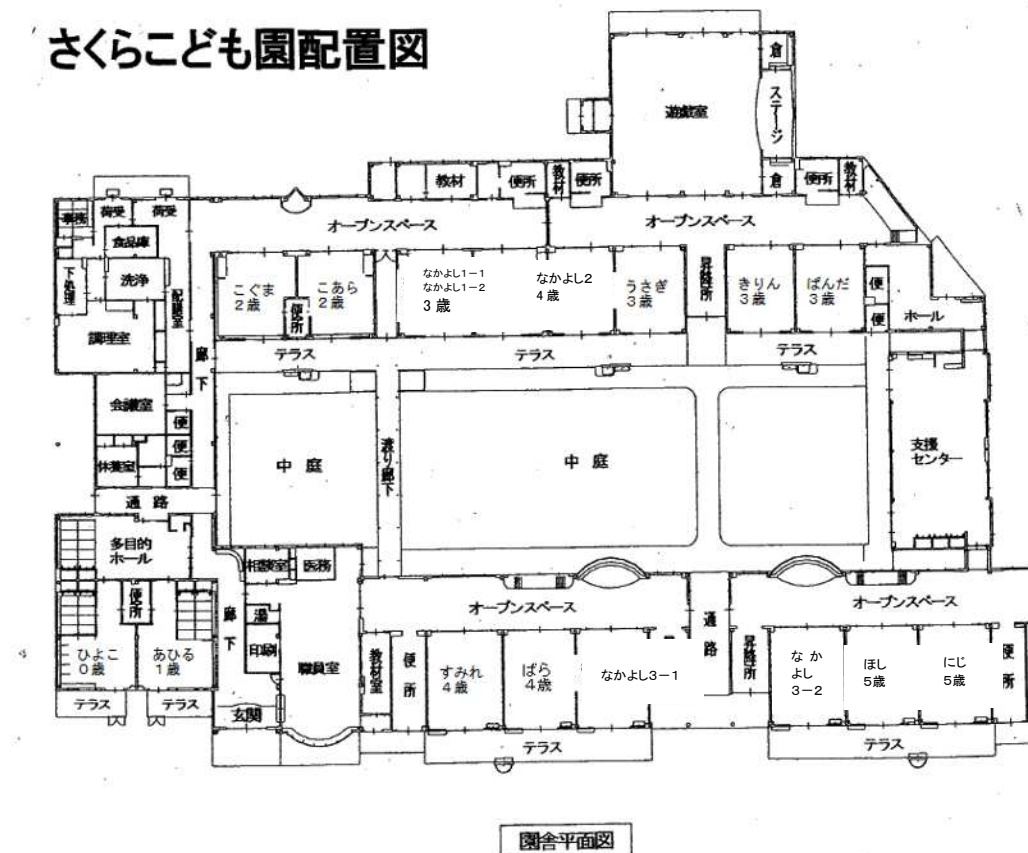 さくらこども園配置図
倉
遊戯室
ステージ
倉
教材
便所
教材
便所
便所
教材
事務
荷受
荷受
オープンスペース
オープンスペース
食品庫
下処理
洗浄
配膳室
こぐま
2歳
便所
こあら
2歳
なかよし1-1
なかよし1-2
3歳
なかよし2
4歳
うさぎ
3歳
昇降所
きりん
3歳
ぱんだ
3歳
便
便
ホール
調理室
廊下
テラス
テラス
テラス
会議室
便
便
便
休養室
中庭
渡り廊下
中庭
支援
センター
通路
多目的
ホール
相談室
医務
便所
廊下
湯
印刷
職員室
オープンスペース
通路
オープンスペース
ひよこ
0歳
あひる
1歳
教材室
便所
すみれ
4歳
ばら
4歳
なかよし3-1
昇降所
なか
よし
3-2
ほし
5歳
にじ
5歳
便所
テラス
テラス
玄関
テラス
テラス
園舎平面図